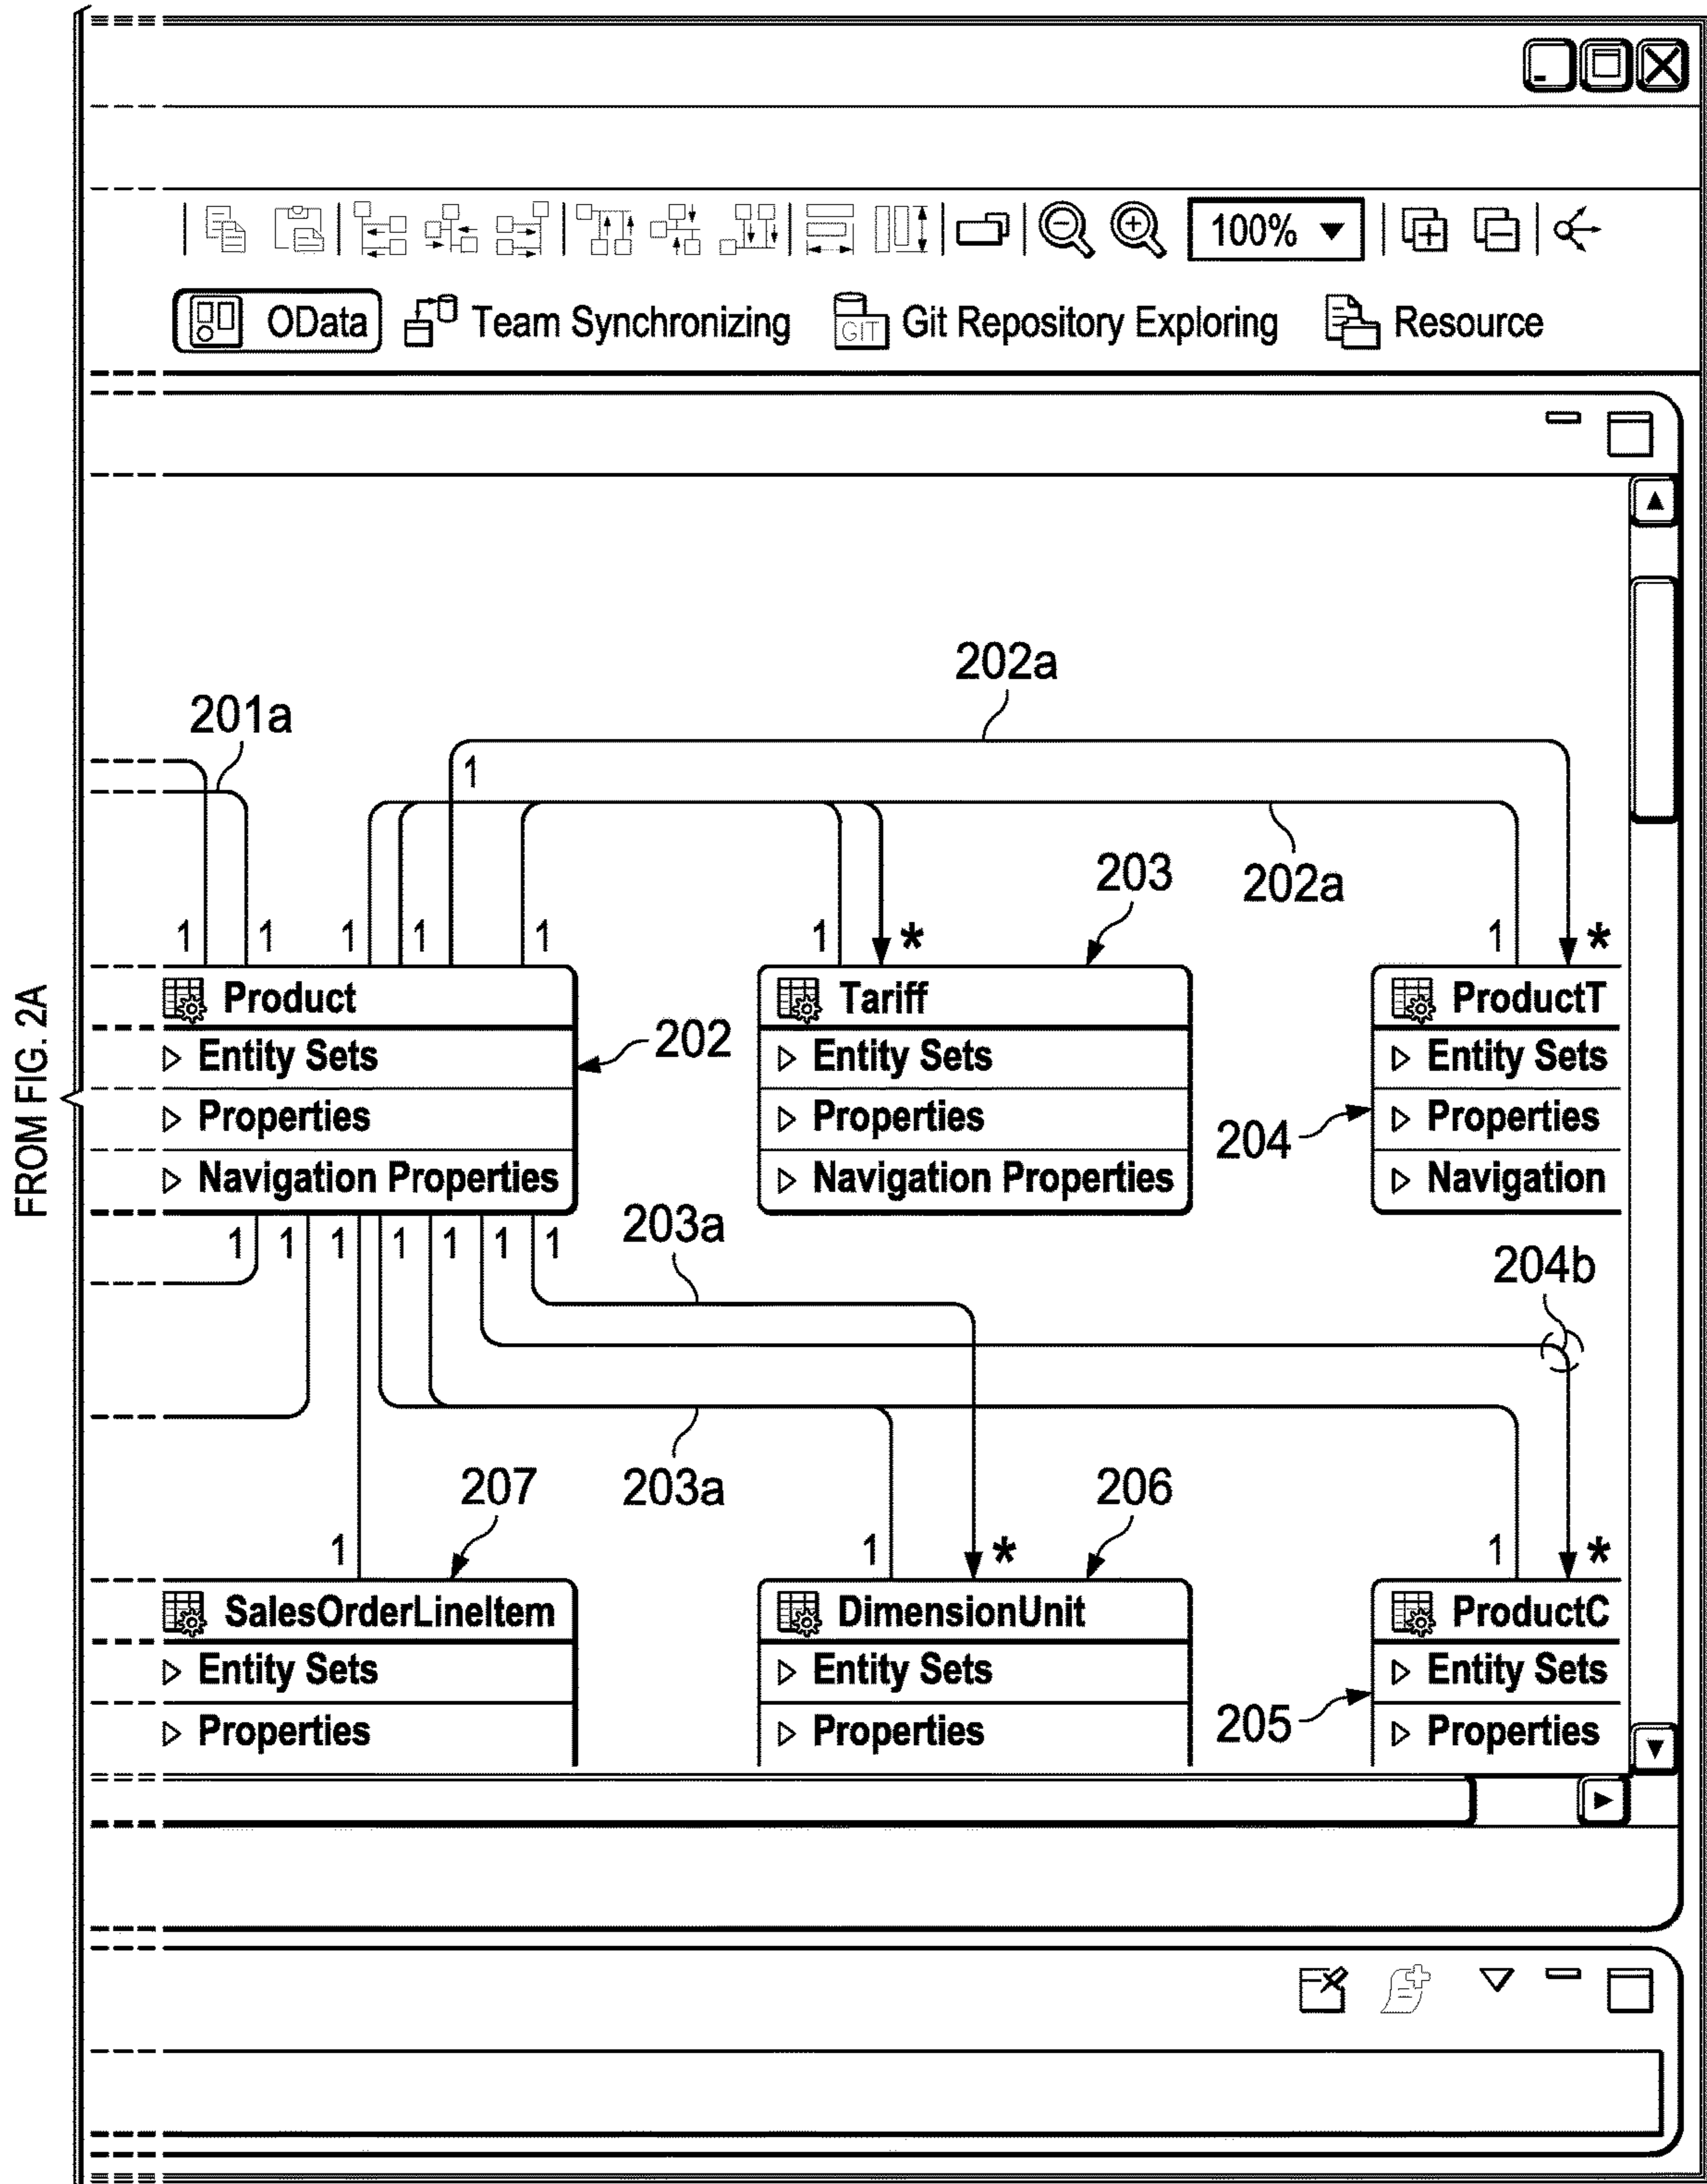 100%
OData Team Synchronizing GIT Git Repository Exploring Resource
202a
201a
1
202a
203
1 1 1 1 1 1 * 1 *
Product Tariff ProductT
Entity Sets 202 Entity Sets Entity Sets
Properties Properties 204 Properties
Navigation Properties Navigation Properties Navigation
FROM FIG. 2A
1 1 1 1 1 1 1 203a
204b
203a
207 206
1 1 * 1 *
SalesOrderLineItem DimensionUnit ProductC
Entity Sets Entity Sets Entity Sets
Properties Properties 205 Properties